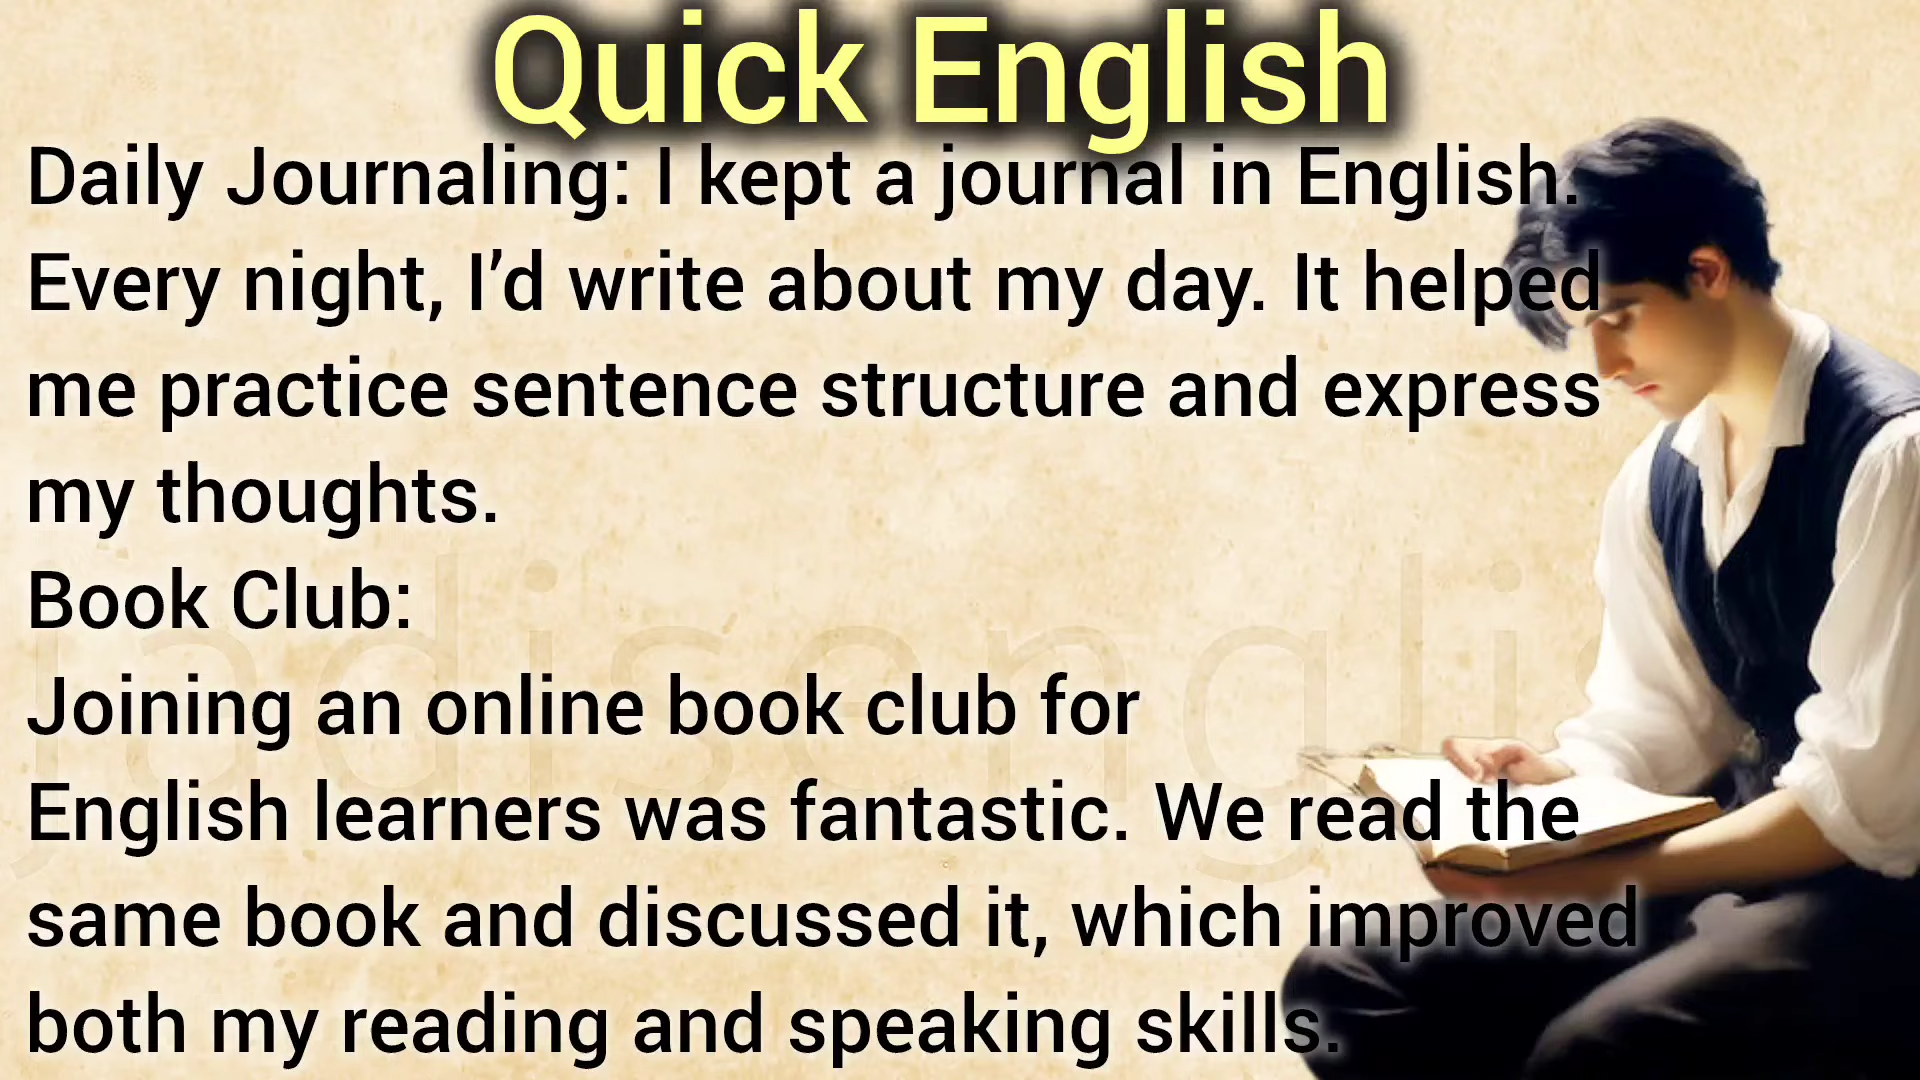 Quick English
Daily Journaling: I kept a journal in English.
Every night, I’d write about my day. It helped
me practice sentence structure and express
my thoughts.
Book Club:
Joining an online book club for
English learners was fantastic. We read the
same book and discussed it, which improved
both my reading and speaking skills.
jadisenglis